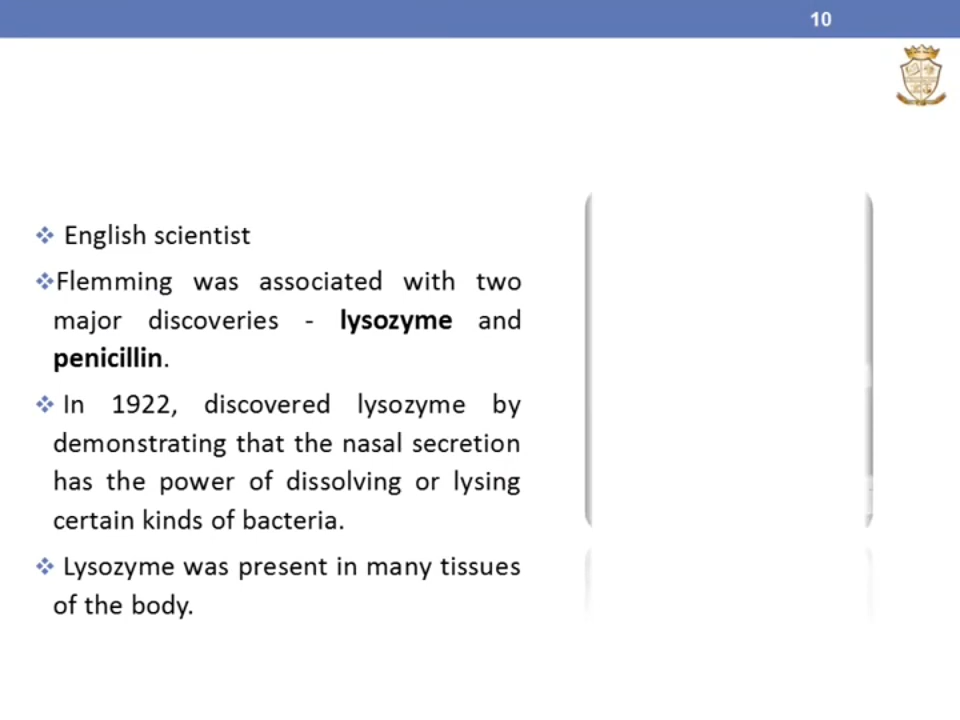 10
❖ English scientist
❖Flemming was associated with two
major discoveries - lysozyme and
penicillin.
❖ In 1922, discovered lysozyme by
demonstrating that the nasal secretion
has the power of dissolving or lysing
certain kinds of bacteria.
❖ Lysozyme was present in many tissues
of the body.